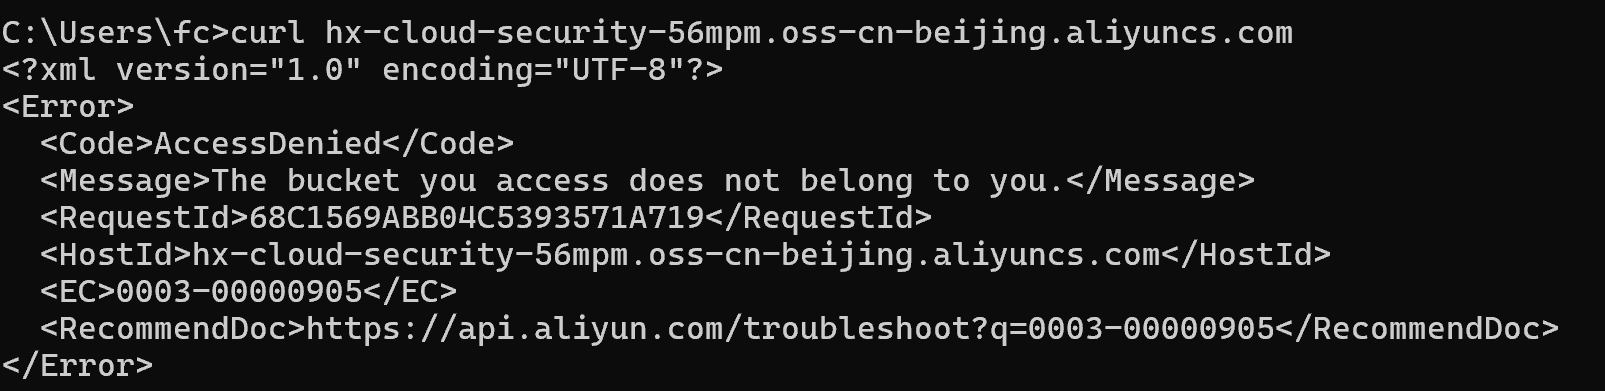 C:\Users\fc>curl hx-cloud-security-56mpm.oss-cn-beijing.aliyuncs.com
<?xml version="1.0" encoding="UTF-8"?>
<Error>
  <Code>AccessDenied</Code>
  <Message>The bucket you access does not belong to you.</Message>
  <RequestId>68C1569ABB04C5393571A719</RequestId>
  <HostId>hx-cloud-security-56mpm.oss-cn-beijing.aliyuncs.com</HostId>
  <EC>0003-00000905</EC>
  <RecommendDoc>https://api.aliyun.com/troubleshoot?q=0003-00000905</RecommendDoc>
</Error>